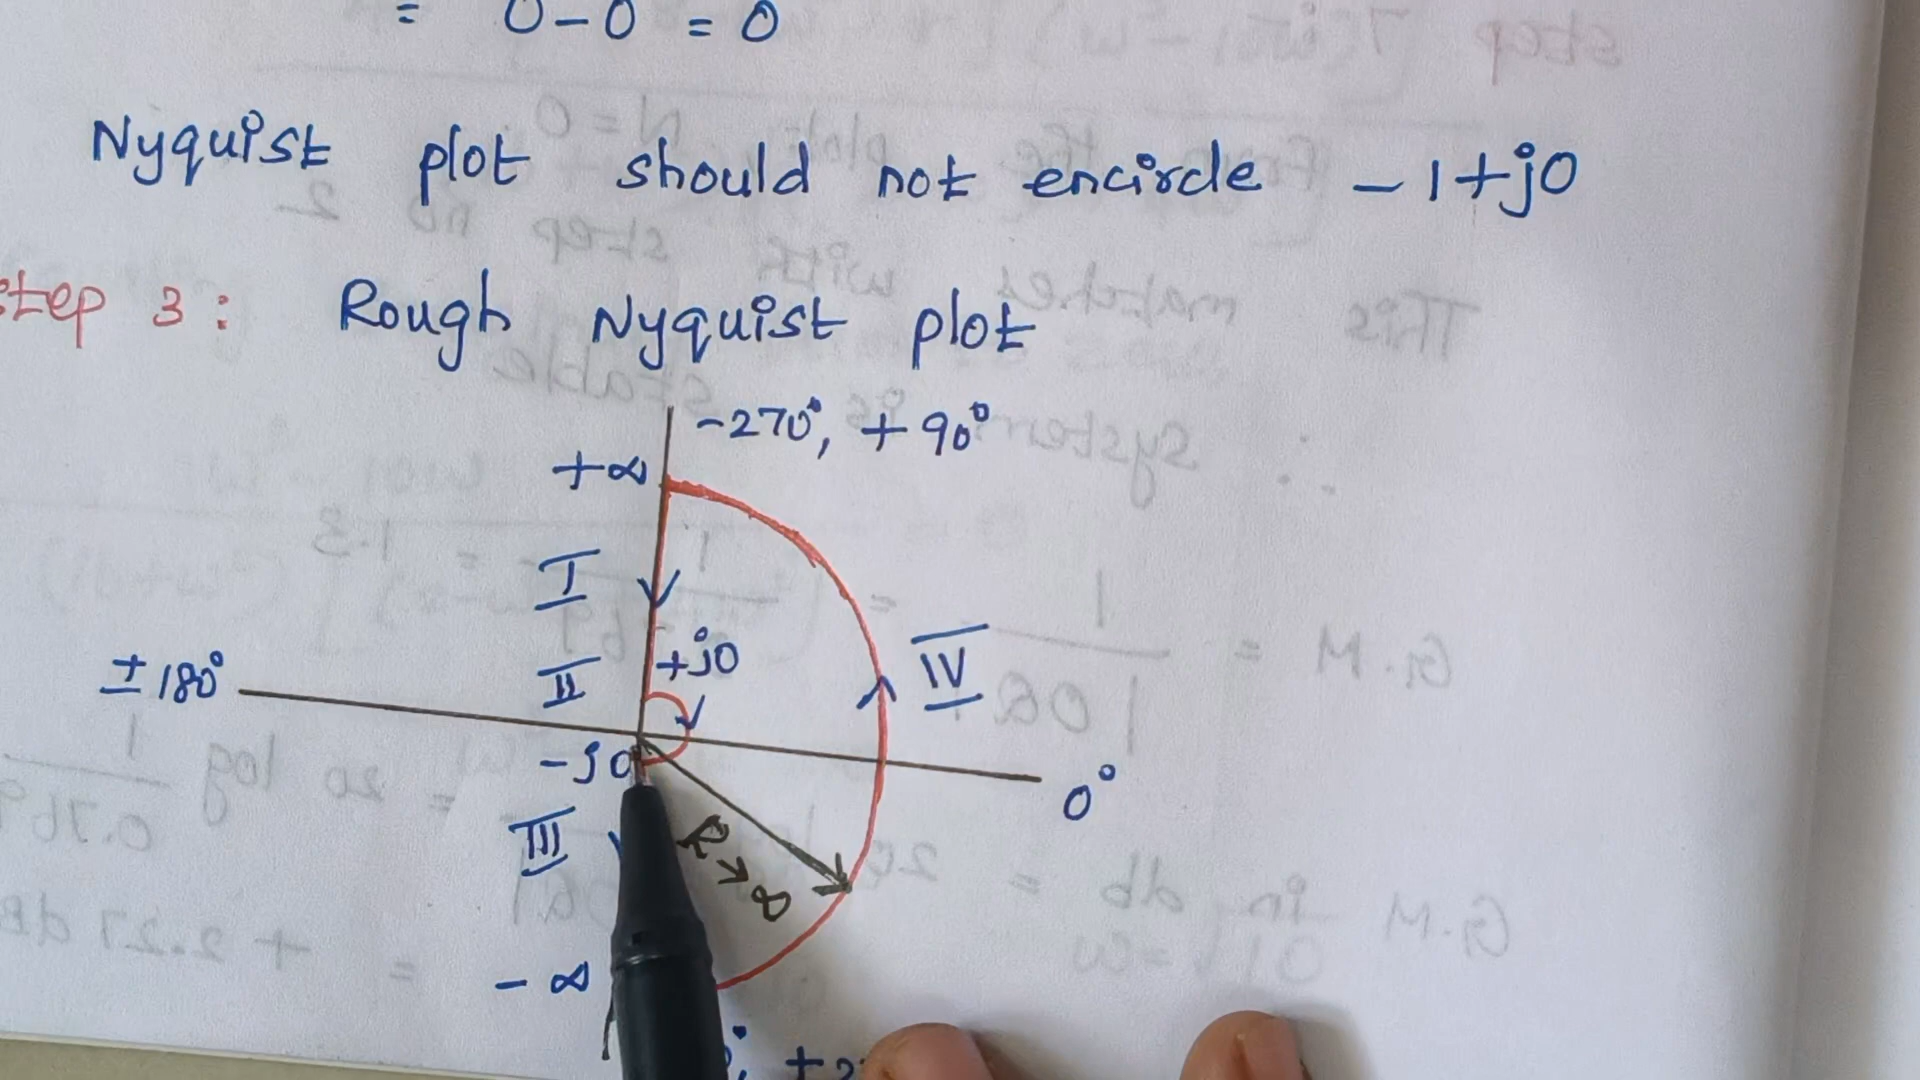 = 0 - 0 = 0
Nyquist plot should not encircle -1+j0
step 3: Rough Nyquist plot
-270°, +90°
+∞
I
+j0
II
IV
±180°
-j0
0°
III
R→∞
-∞